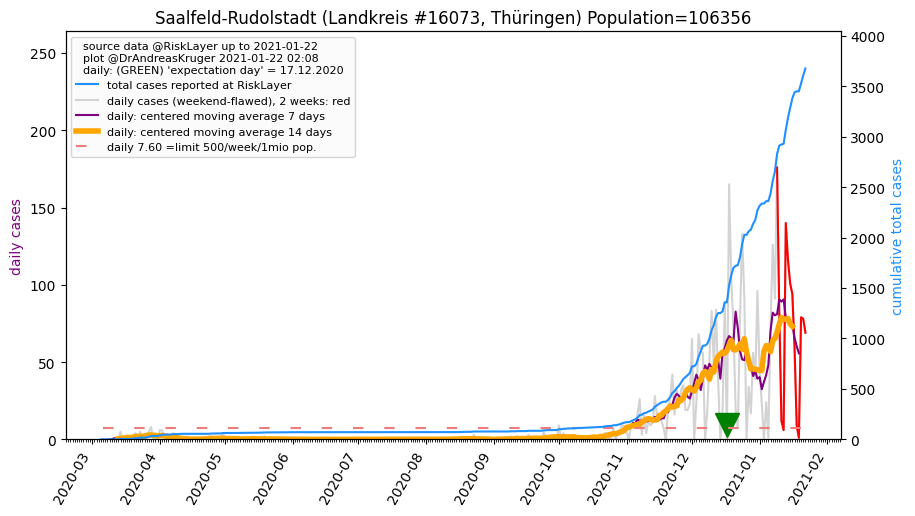 Saalfeld-Rudolstadt (Landkreis #16073, Thüringen) Population=106356
source data @RiskLayer up to 2021-01-22
plot @DrAndreasKruger 2021-01-22 02:08
daily: (GREEN) 'expectation day' = 17.12.2020
total cases reported at RiskLayer
daily cases (weekend-flawed), 2 weeks: red
daily: centered moving average 7 days
daily: centered moving average 14 days
daily 7.60 =limit 500/week/1mio pop.
daily cases
250
200
150
100
50
0
cumulative total cases
4000
3500
3000
2500
2000
1500
1000
500
0
2020-03
2020-04
2020-05
2020-06
2020-07
2020-08
2020-09
2020-10
2020-11
2020-12
2021-01
2021-02